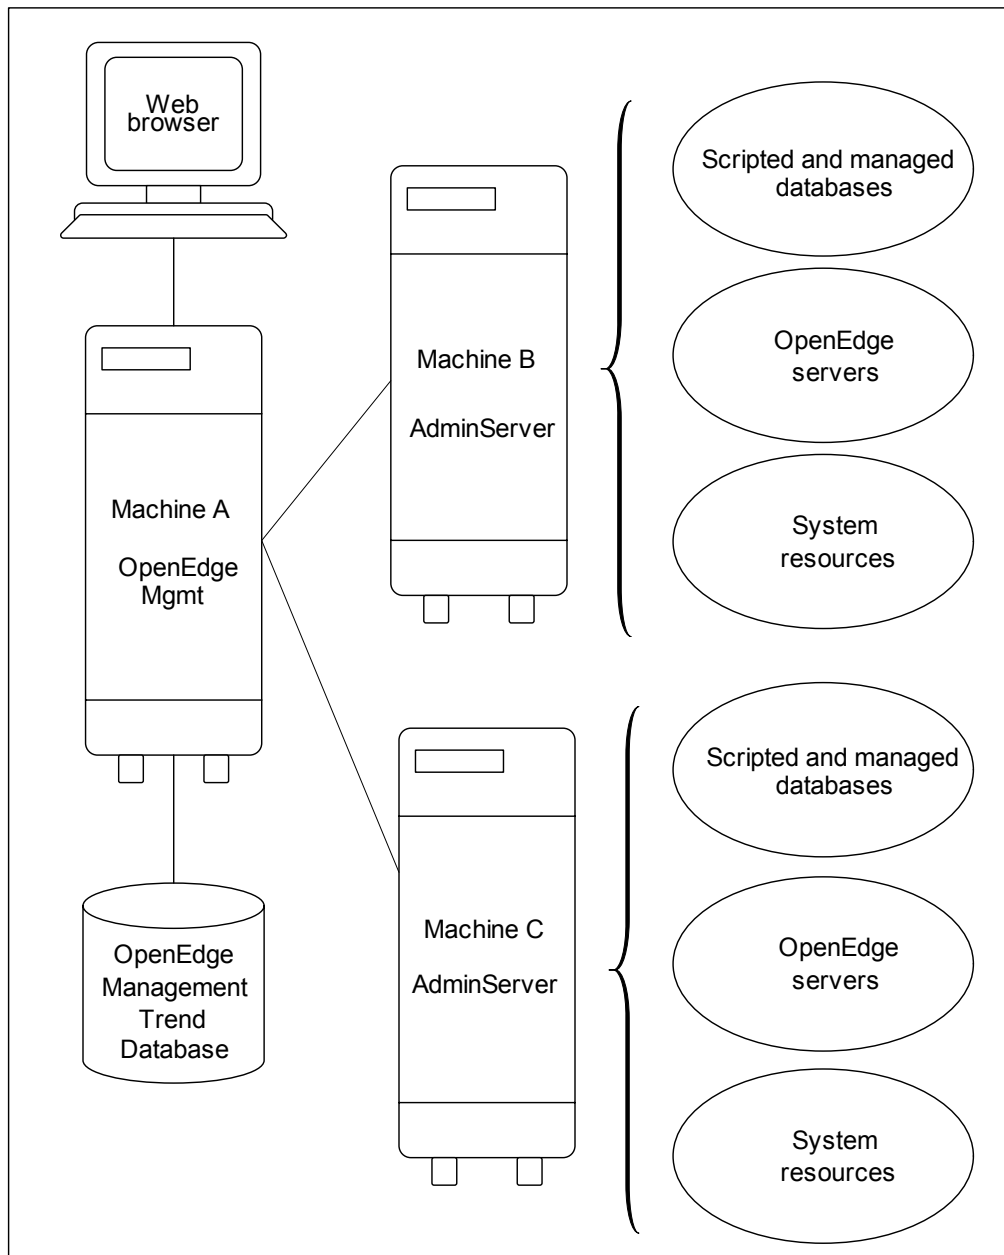 Web
browser
Machine A
OpenEdge
Mgmt
OpenEdge
Management
Trend
Database
Machine B
AdminServer
Scripted and managed
databases
OpenEdge
servers
System
resources
Machine C
AdminServer
Scripted and managed
databases
OpenEdge
servers
System
resources